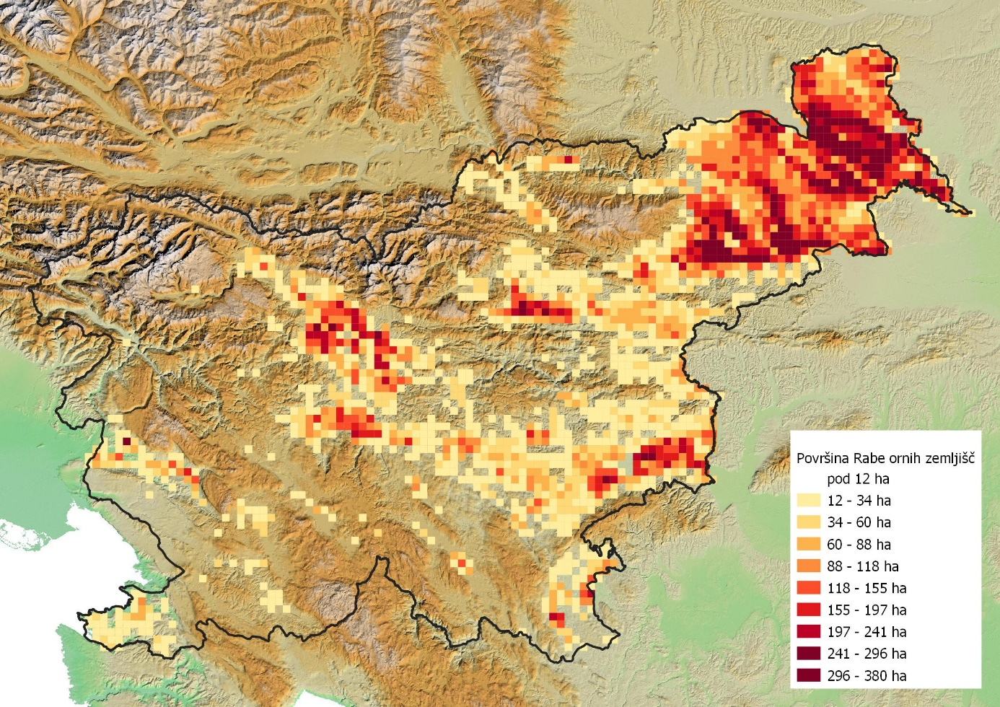 Površina Rabe ornih zemljišč
pod 12 ha
12 - 34 ha
34 - 60 ha
60 - 88 ha
88 - 118 ha
118 - 155 ha
155 - 197 ha
197 - 241 ha
241 - 296 ha
296 - 380 ha